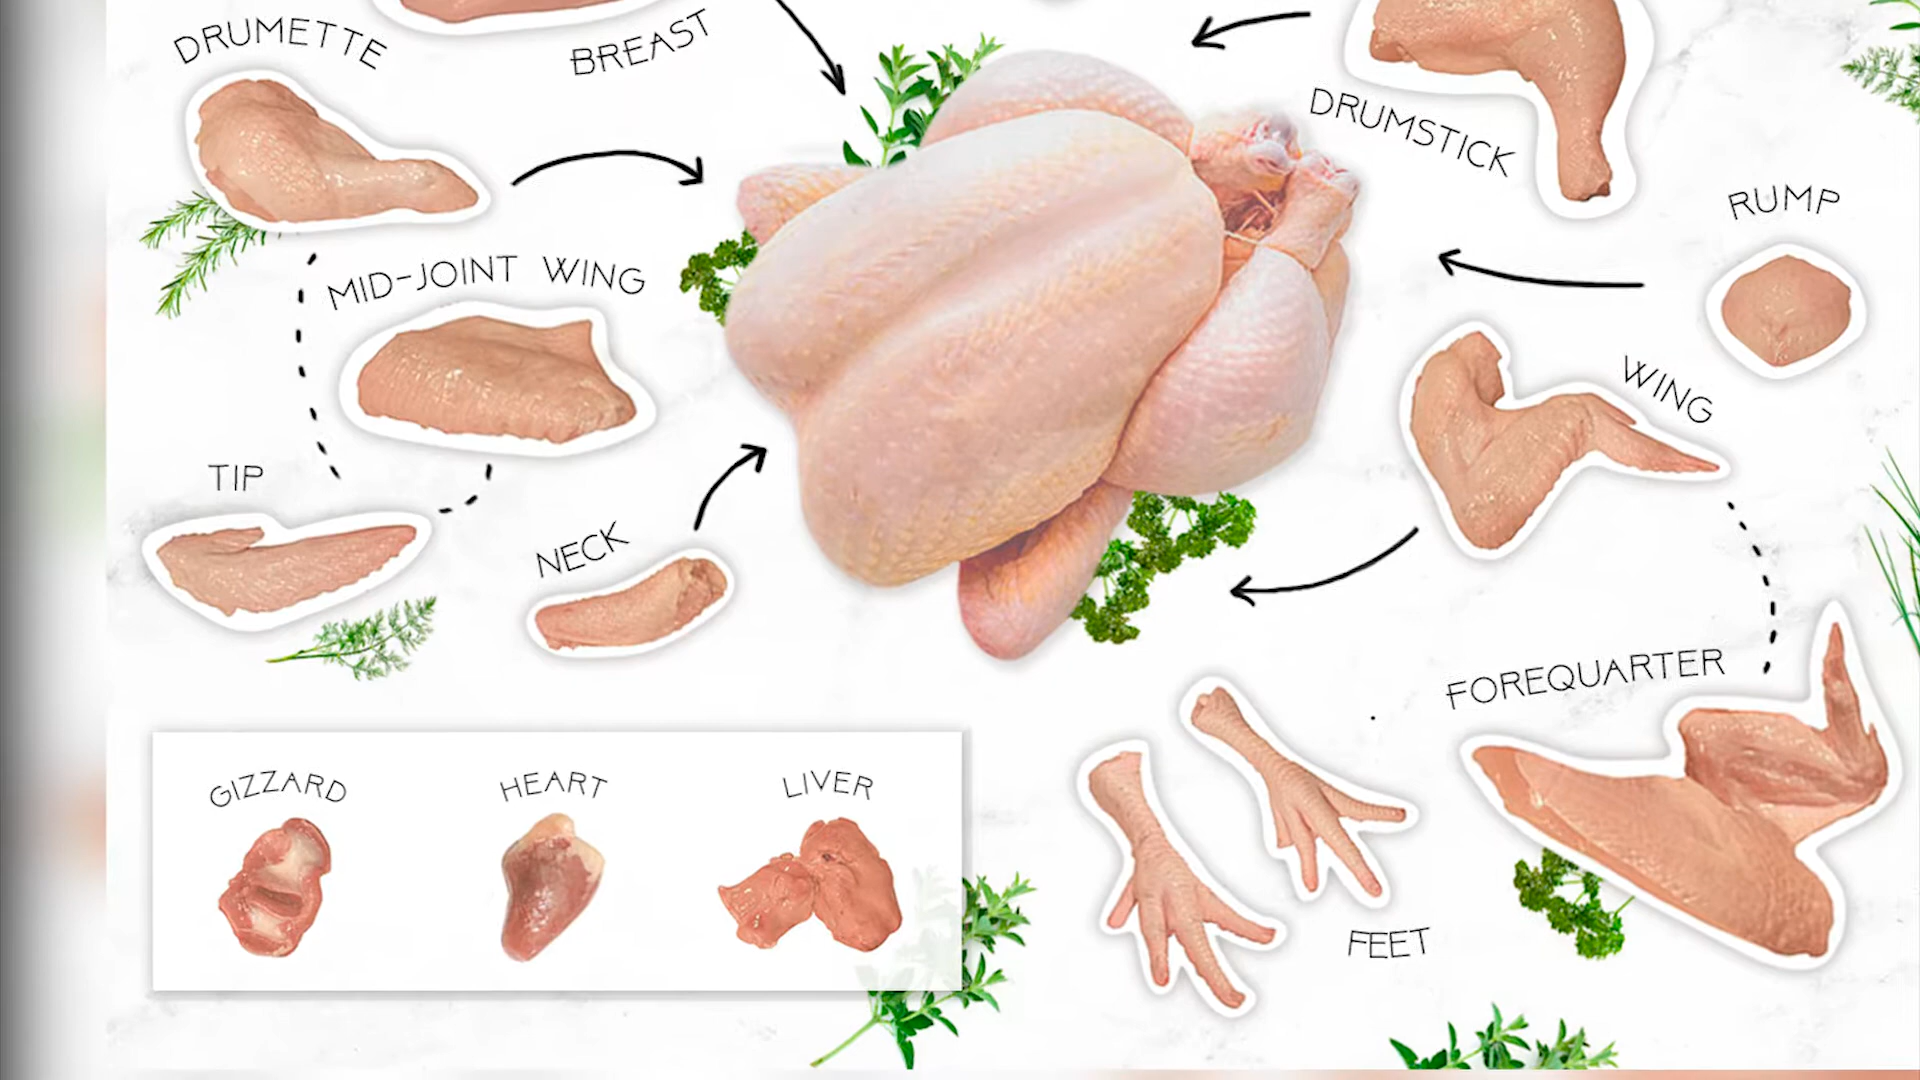 DRUMETTE
BREAST
DRUMSTICK
RUMP
MID-JOINT WING
WING
TIP
NECK
FOREQUARTER
GIZZARD
HEART
LIVER
FEET